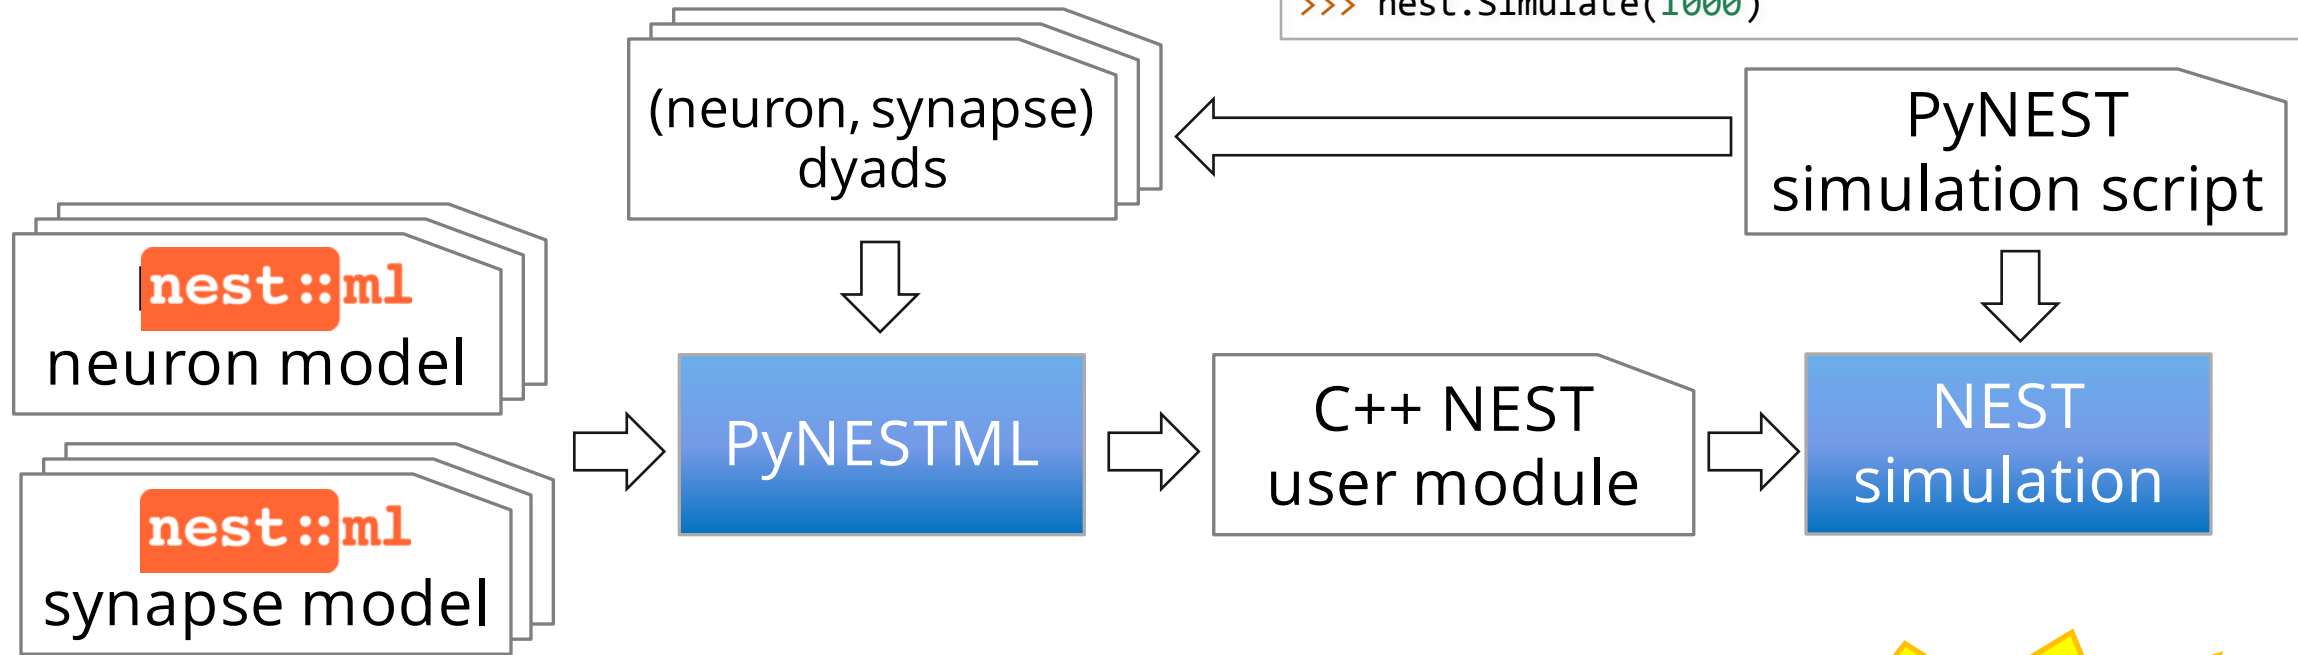 >>> nest.Simulate(1000)
(neuron, synapse)
dyads
PyNEST
simulation script
nest::ml
neuron model
PyNESTML
C++ NEST
user module
NEST
simulation
nest::ml
synapse model